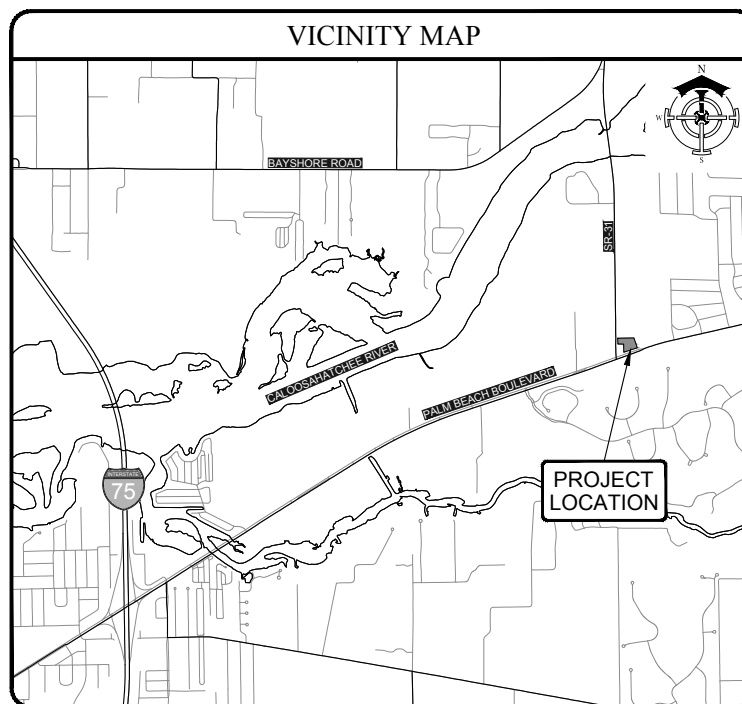 VICINITY MAP
N
W
S
BAYSHORE ROAD
SR-31
CALOOSAHATCHEE RIVER
PALM BEACH BOULEVARD
INTERSTATE
75
PROJECT
LOCATION